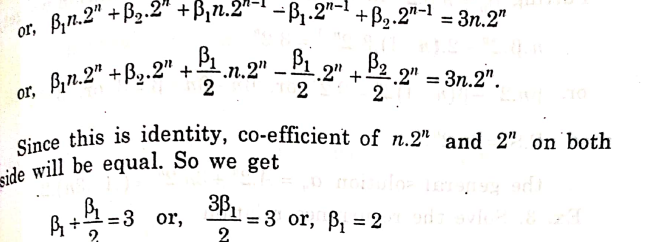 or, β₁n.2ⁿ + β₂.2ⁿ + β₁n.2ⁿ⁻¹ – β₁.2ⁿ⁻¹ + β₂.2ⁿ⁻¹ = 3n.2ⁿ
or, β₁n.2ⁿ + β₂.2ⁿ + β₁/2 .n.2ⁿ – β₁/2 .2ⁿ + β₂/2 .2ⁿ = 3n.2ⁿ.
Since this is identity, co-efficient of n.2ⁿ and 2ⁿ on both
side will be equal. So we get
β₁ + β₁/2 = 3 or, 3β₁/2 = 3 or, β₁ = 2